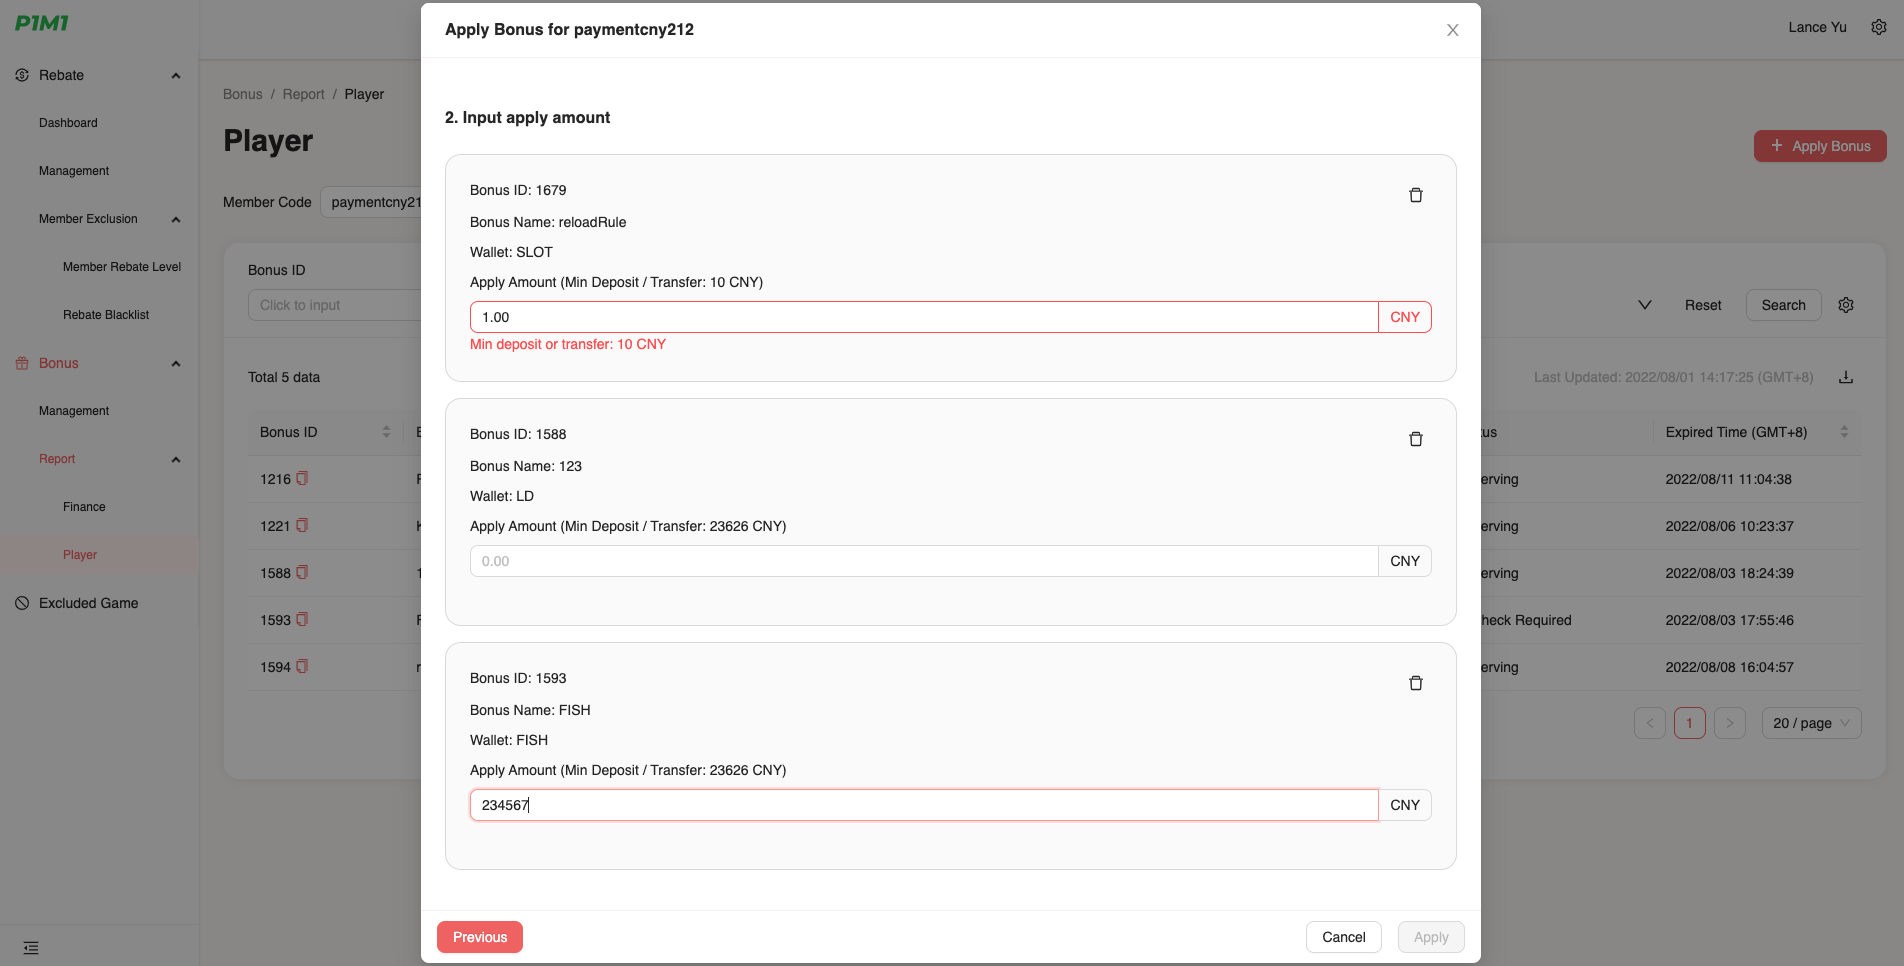 P1M1
Lance Yu
Rebate
Dashboard
Management
Member Exclusion
Member Rebate Level
Rebate Blacklist
Bonus
Management
Report
Finance
Player
Excluded Game
Bonus / Report / Player
Player
+ Apply Bonus
Member Code
paymentcny21
Bonus ID
Click to input
Reset
Search
Total 5 data
Last Updated: 2022/08/01 14:17:25 (GMT+8)
Bonus ID
Expired Time (GMT+8)
1216
erving
2022/08/11 11:04:38
1221
erving
2022/08/06 10:23:37
1588
erving
2022/08/03 18:24:39
1593
heck Required
2022/08/03 17:55:46
1594
erving
2022/08/08 16:04:57
< 1 >
20 / page
Apply Bonus for paymentcny212
X
2. Input apply amount
Bonus ID: 1679
Bonus Name: reloadRule
Wallet: SLOT
Apply Amount (Min Deposit / Transfer: 10 CNY)
1.00
CNY
Min deposit or transfer: 10 CNY
Bonus ID: 1588
Bonus Name: 123
Wallet: LD
Apply Amount (Min Deposit / Transfer: 23626 CNY)
0.00
CNY
Bonus ID: 1593
Bonus Name: FISH
Wallet: FISH
Apply Amount (Min Deposit / Transfer: 23626 CNY)
234567
CNY
Previous
Cancel
Apply